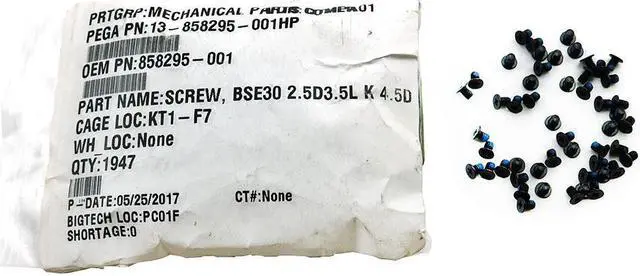 PRTGRP:MECHANICAL PARTS
PEGA PN:13-858295-001HP
OEM PN:858295-001
PART NAME:SCREW, BSE30 2.5D3.5L K 4.5D
CAGE LOC:KT1-F7
WH_LOC:None
QTY:1947
P-DATE:05/25/2017 CT#:None
BIGTECH LOC:PC01F
SHORTAGE:0